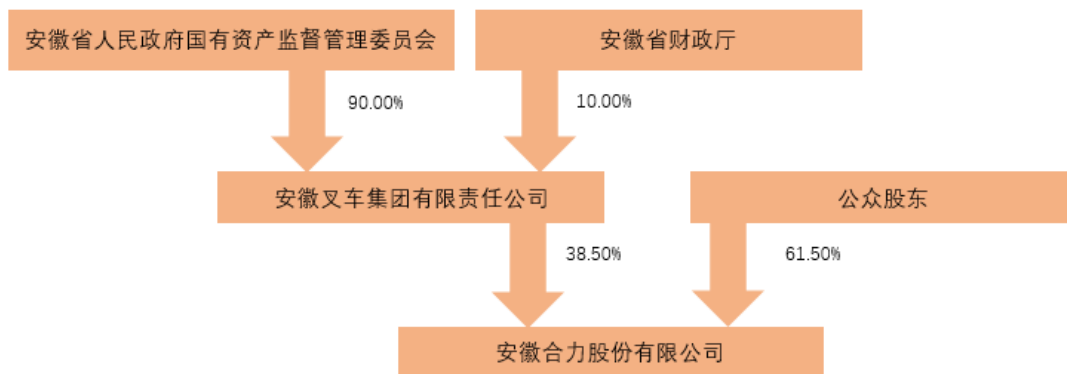 安徽省人民政府国有资产监督管理委员会
安徽省财政厅
90.00%
10.00%
安徽叉车集团有限责任公司
公众股东
38.50%
61.50%
安徽合力股份有限公司